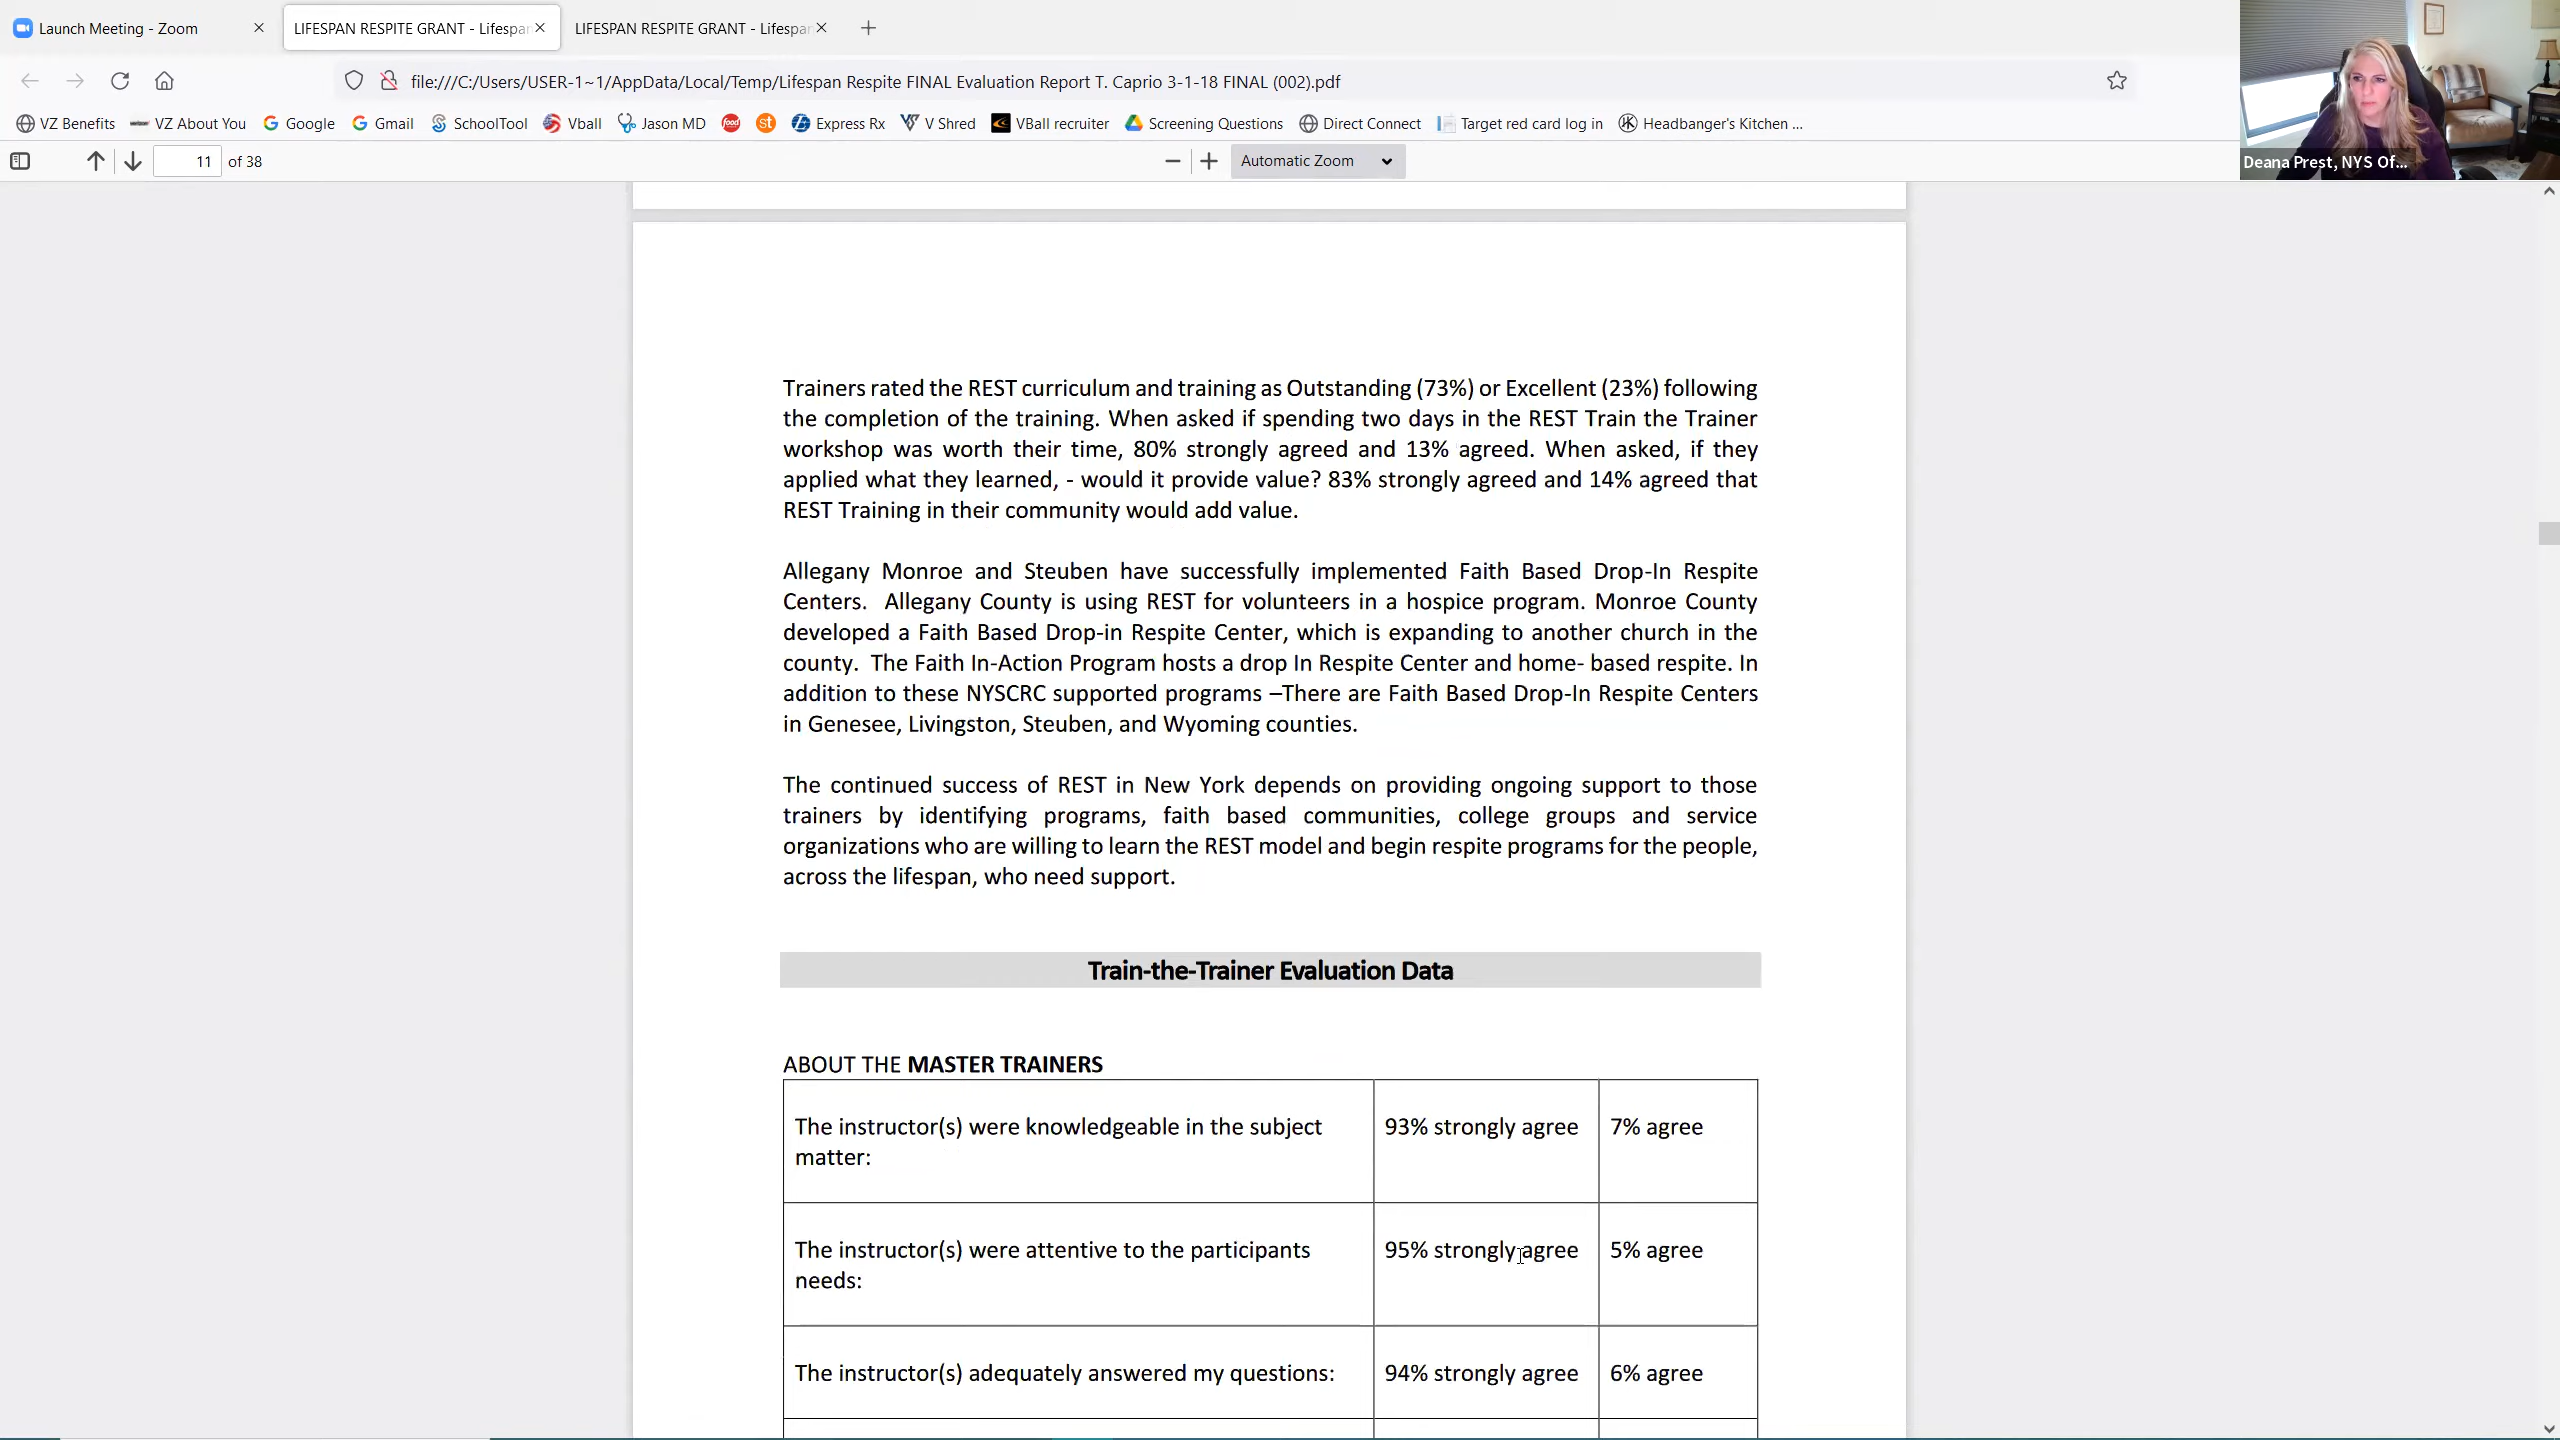 Launch Meeting - Zoom
LIFESPAN RESPITE GRANT - Lifespan
LIFESPAN RESPITE GRANT - Lifespar
file:///C:/Users/USER-1~1/AppData/Local/Temp/Lifespan Respite FINAL Evaluation Report T. Caprio 3-1-18 FINAL (002).pdf
VZ Benefits
VZ About You
Google
Gmail
SchoolTool
Vball
Jason MD
food
st
Express Rx
V Shred
VBall recruiter
Screening Questions
Direct Connect
Target red card log in
Headbanger's Kitchen ...
11 of 38
Automatic Zoom
Deana Prest, NYS Of...
Trainers rated the REST curriculum and training as Outstanding (73%) or Excellent (23%) following
the completion of the training. When asked if spending two days in the REST Train the Trainer
workshop was worth their time, 80% strongly agreed and 13% agreed. When asked, if they
applied what they learned, - would it provide value? 83% strongly agreed and 14% agreed that
REST Training in their community would add value.
Allegany Monroe and Steuben have successfully implemented Faith Based Drop-In Respite
Centers. Allegany County is using REST for volunteers in a hospice program. Monroe County
developed a Faith Based Drop-in Respite Center, which is expanding to another church in the
county. The Faith In-Action Program hosts a drop In Respite Center and home- based respite. In
addition to these NYSCRC supported programs –There are Faith Based Drop-In Respite Centers
in Genesee, Livingston, Steuben, and Wyoming counties.
The continued success of REST in New York depends on providing ongoing support to those
trainers by identifying programs, faith based communities, college groups and service
organizations who are willing to learn the REST model and begin respite programs for the people,
across the lifespan, who need support.
Train-the-Trainer Evaluation Data
ABOUT THE MASTER TRAINERS
The instructor(s) were knowledgeable in the subject
matter:
93% strongly agree
7% agree
The instructor(s) were attentive to the participants
needs:
95% strongly agree
5% agree
The instructor(s) adequately answered my questions:
94% strongly agree
6% agree